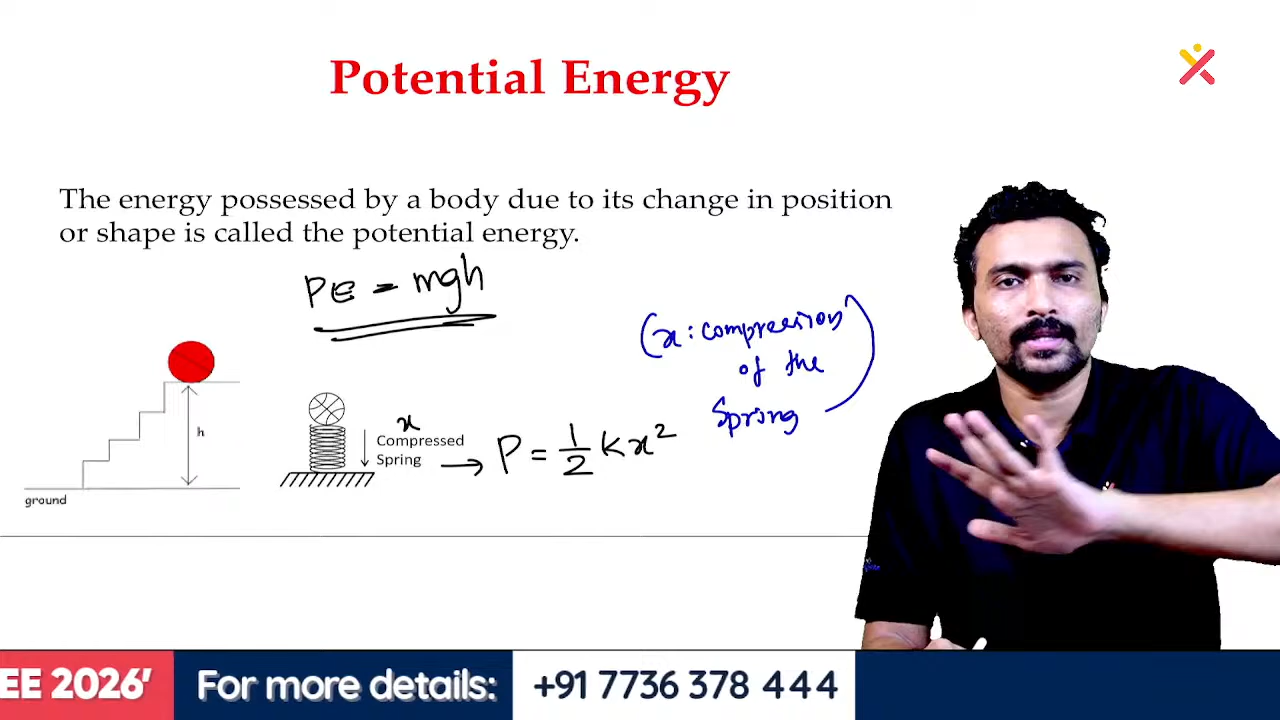 Potential Energy
The energy possessed by a body due to its change in position
or shape is called the potential energy.
PE = mgh
(x: compression
of the
Spring)
h
x
Compressed
Spring → P = 1/2 kx²
ground
EE 2026' For more details: +91 7736 378 444